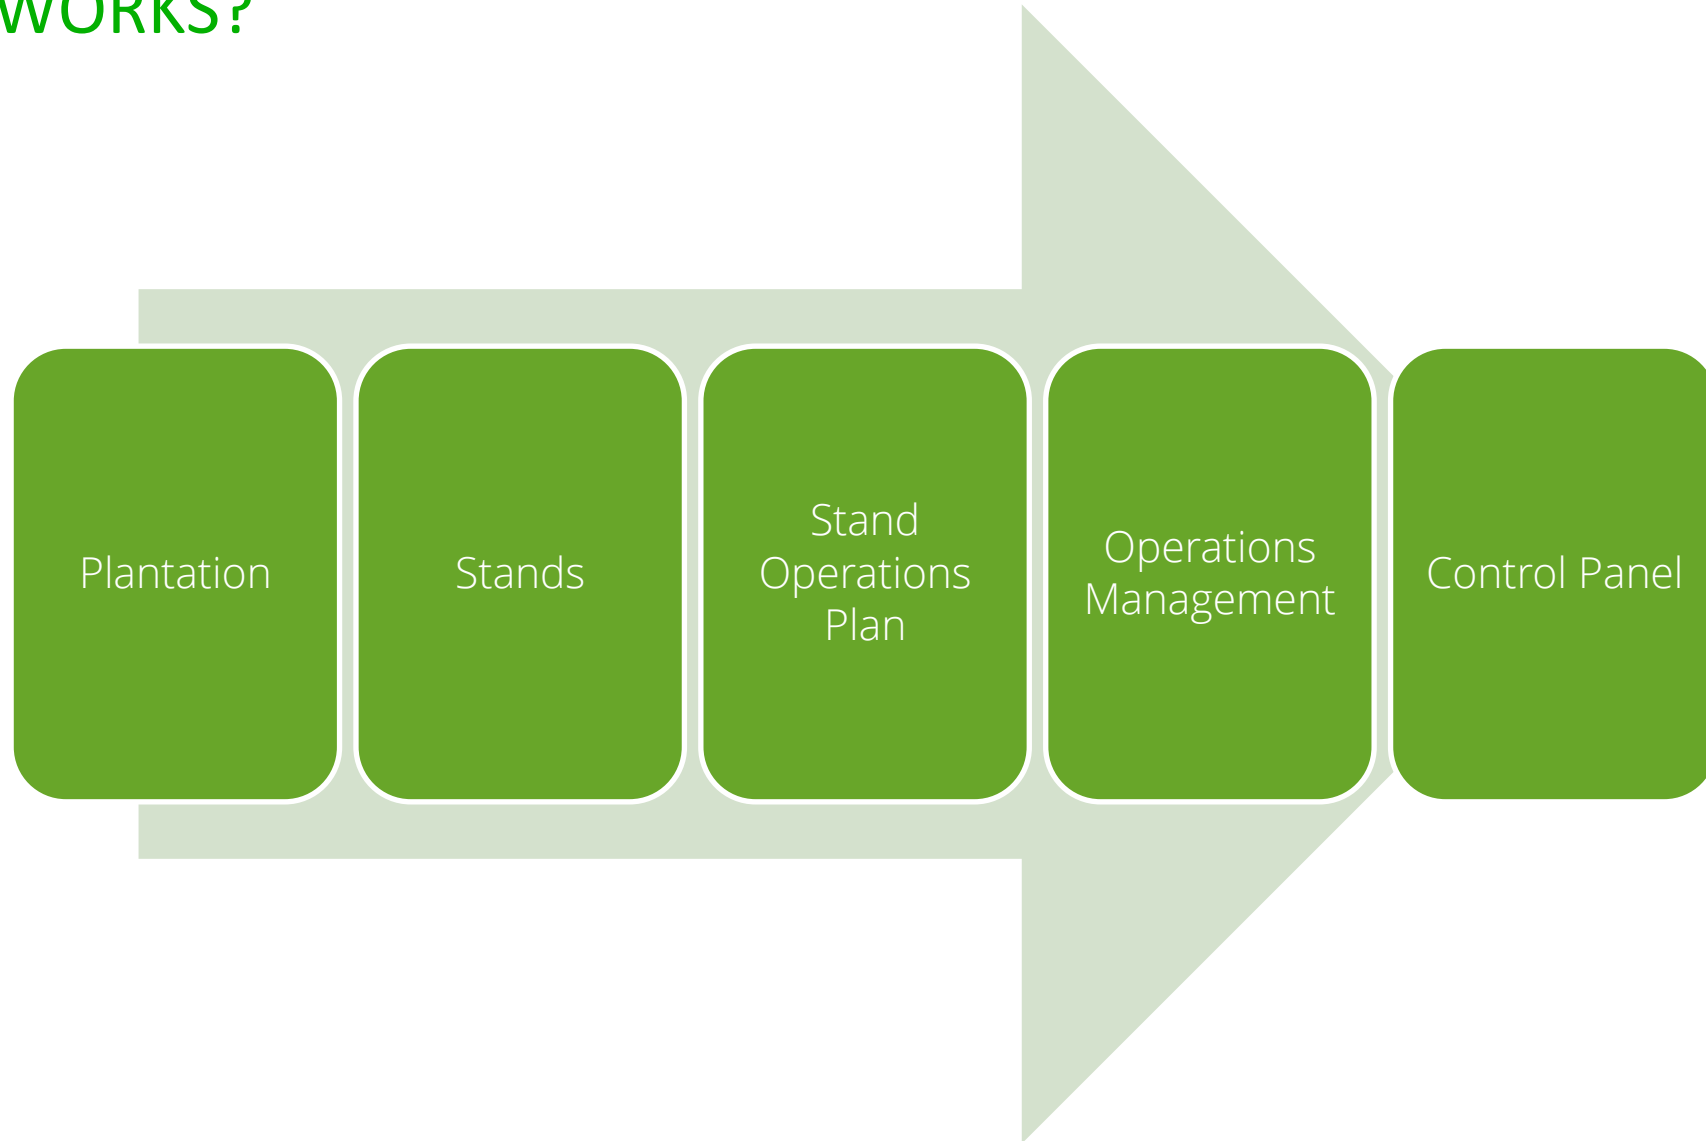 WORKS?
Plantation
Stands
Stand
Operations
Plan
Operations
Management
Control Panel